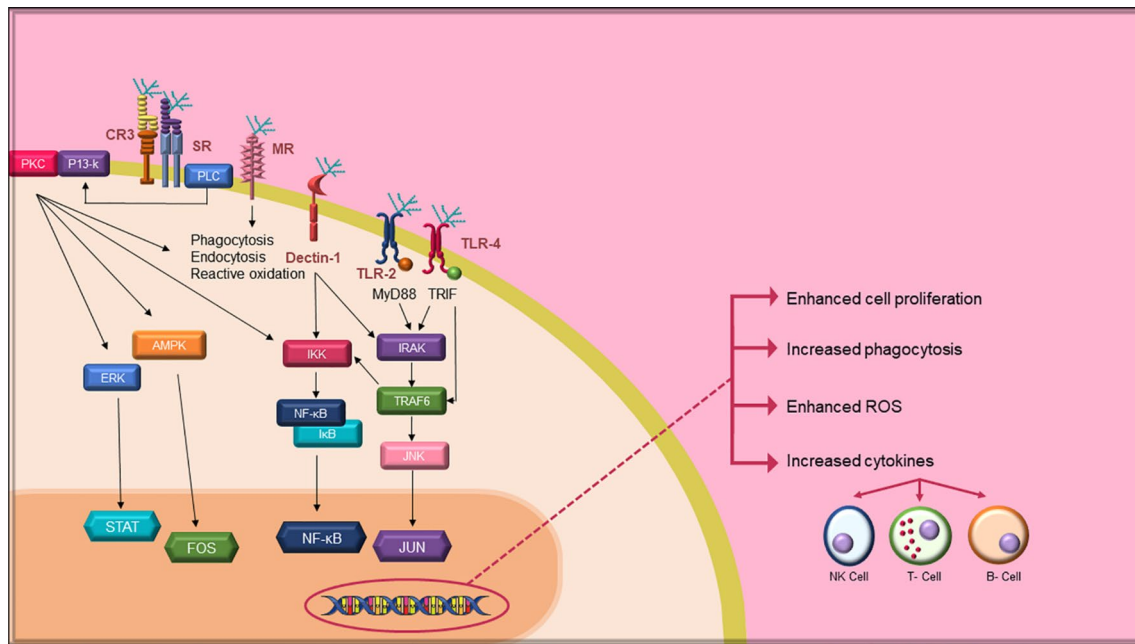 CR3
SR
MR
PKC
P13-k
PLC
Phagocytosis
Endocytosis
Reactive oxidation
Dectin-1
TLR-2
TLR-4
MyD88
TRIF
Enhanced cell proliferation
Increased phagocytosis
Enhanced ROS
Increased cytokines
AMPK
ERK
IKK
IRAK
TRAF6
NF-κB
IκB
JNK
STAT
FOS
NF-κB
JUN
NK Cell
T- Cell
B- Cell